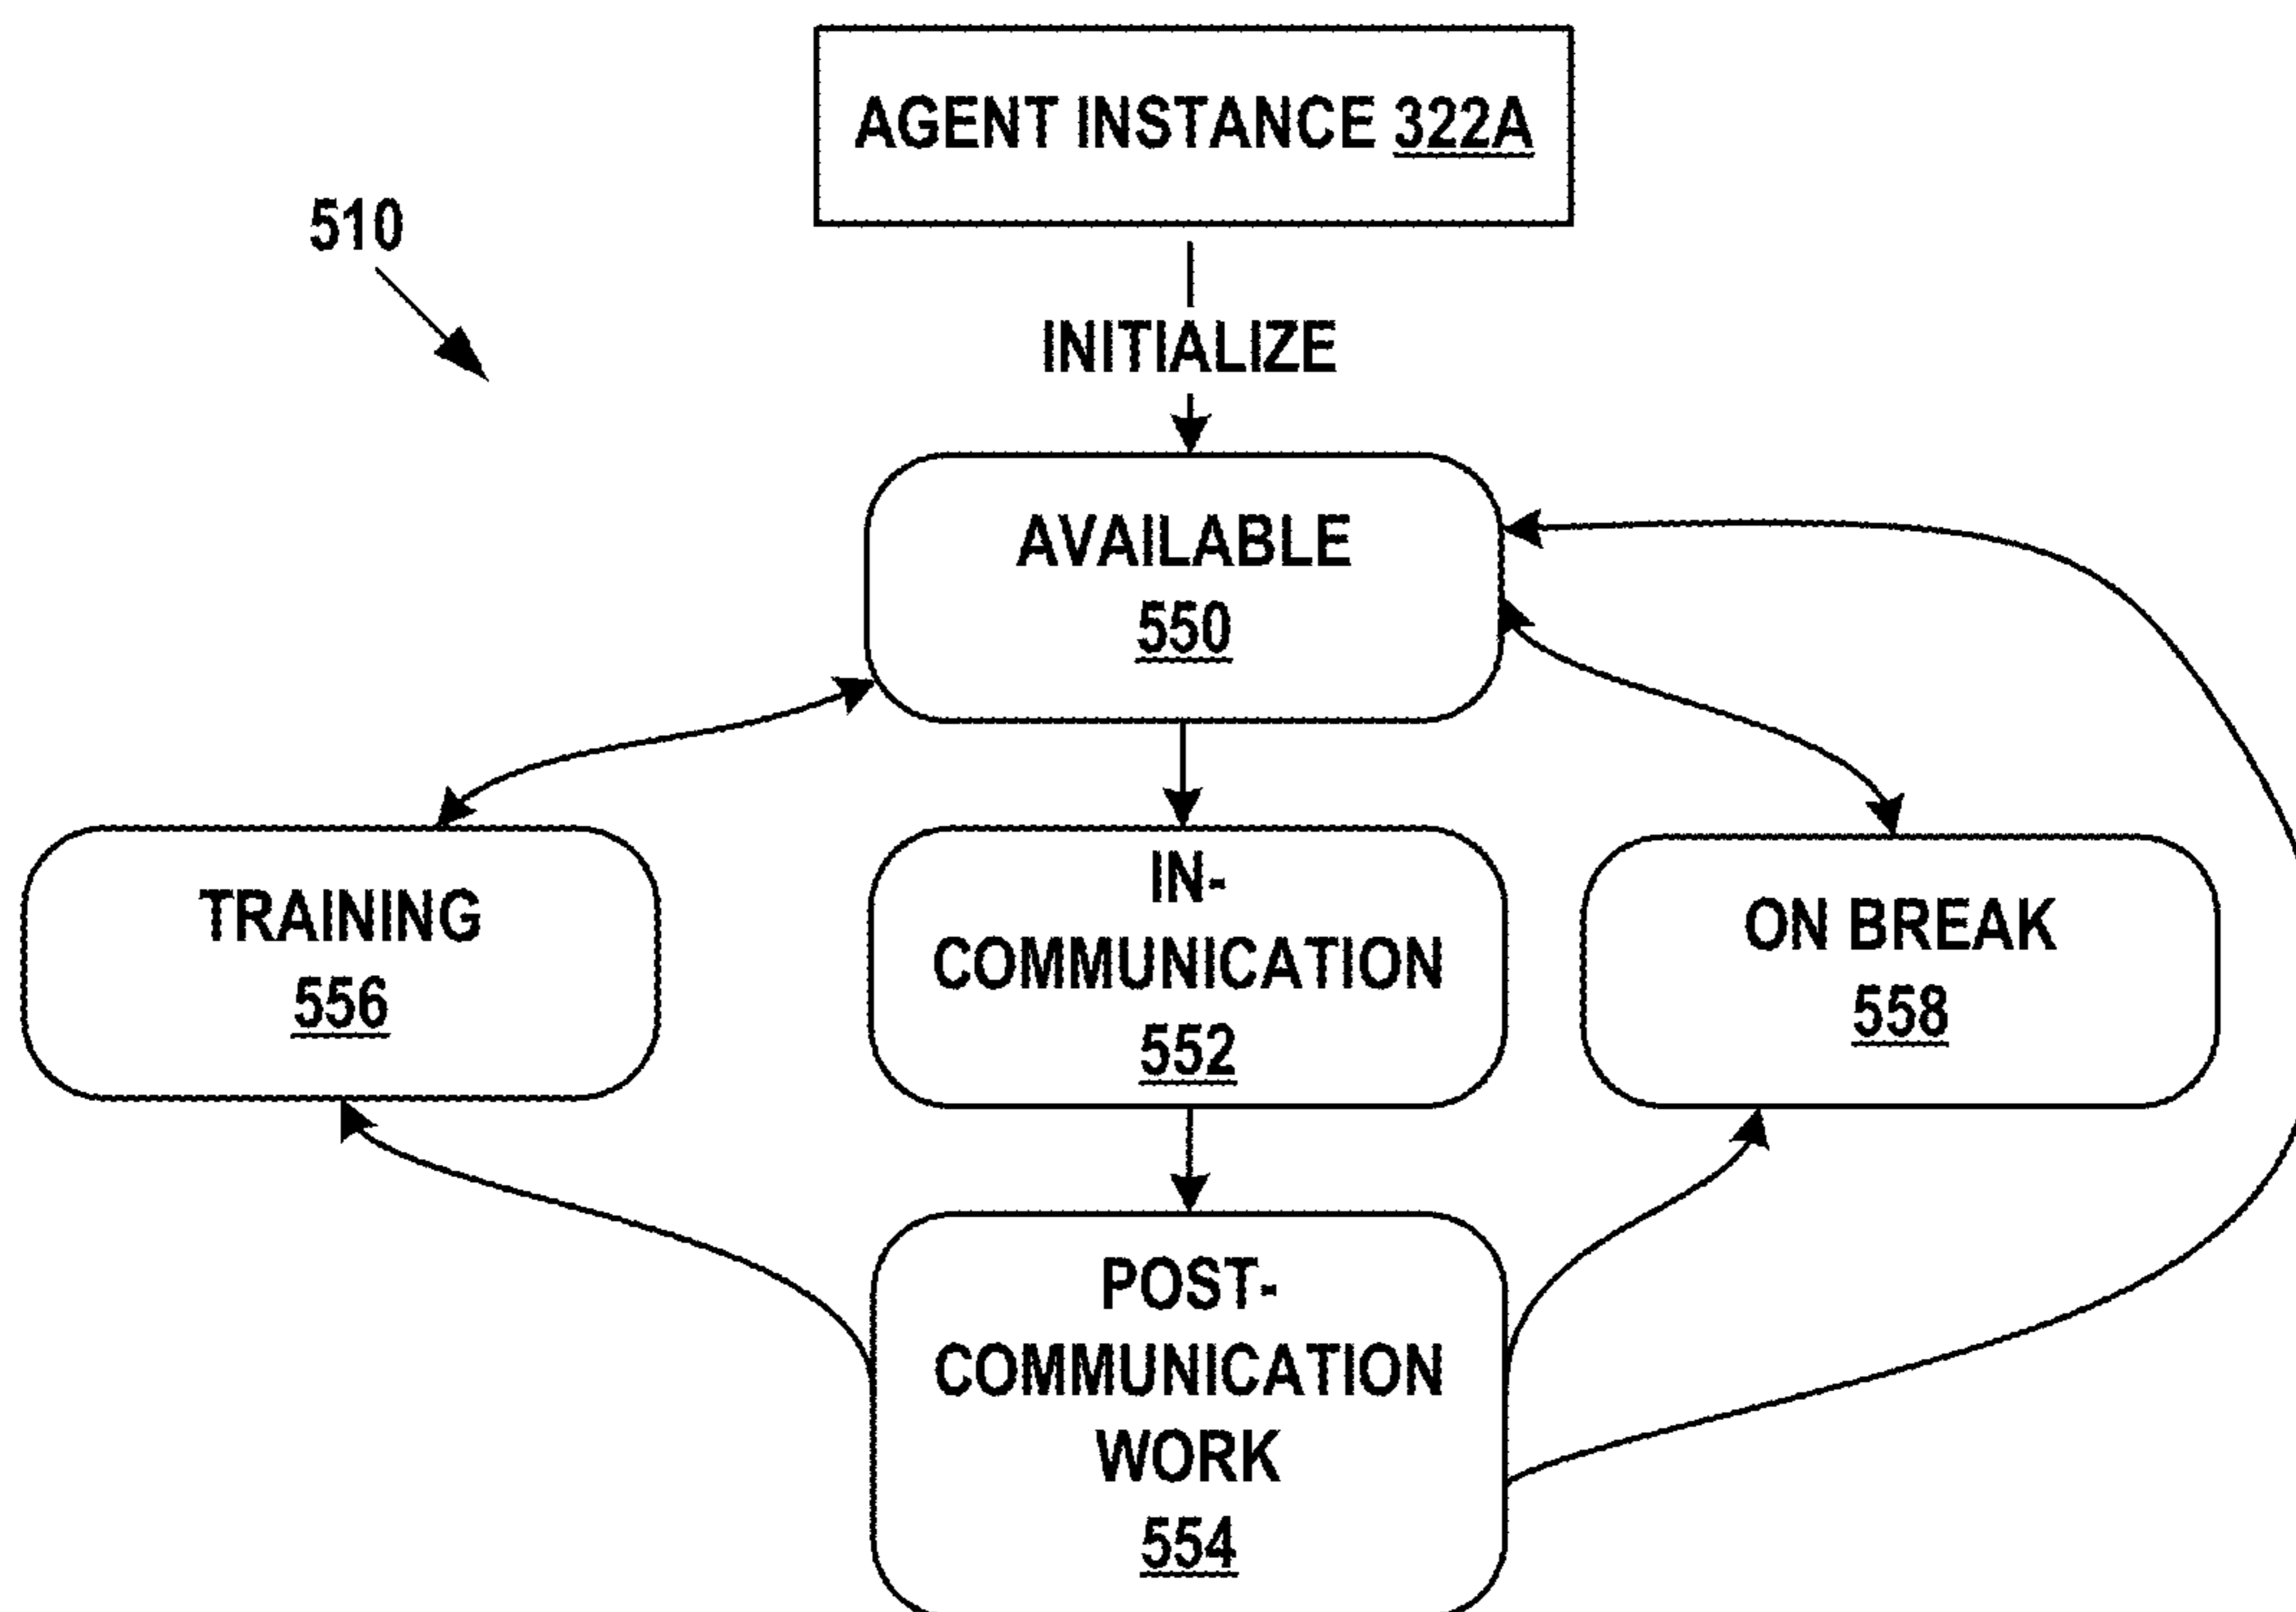 AGENT INSTANCE 322A
510
INITIALIZE
AVAILABLE
550
TRAINING
556
IN-
COMMUNICATION
552
ON BREAK
558
POST-
COMMUNICATION
WORK
554